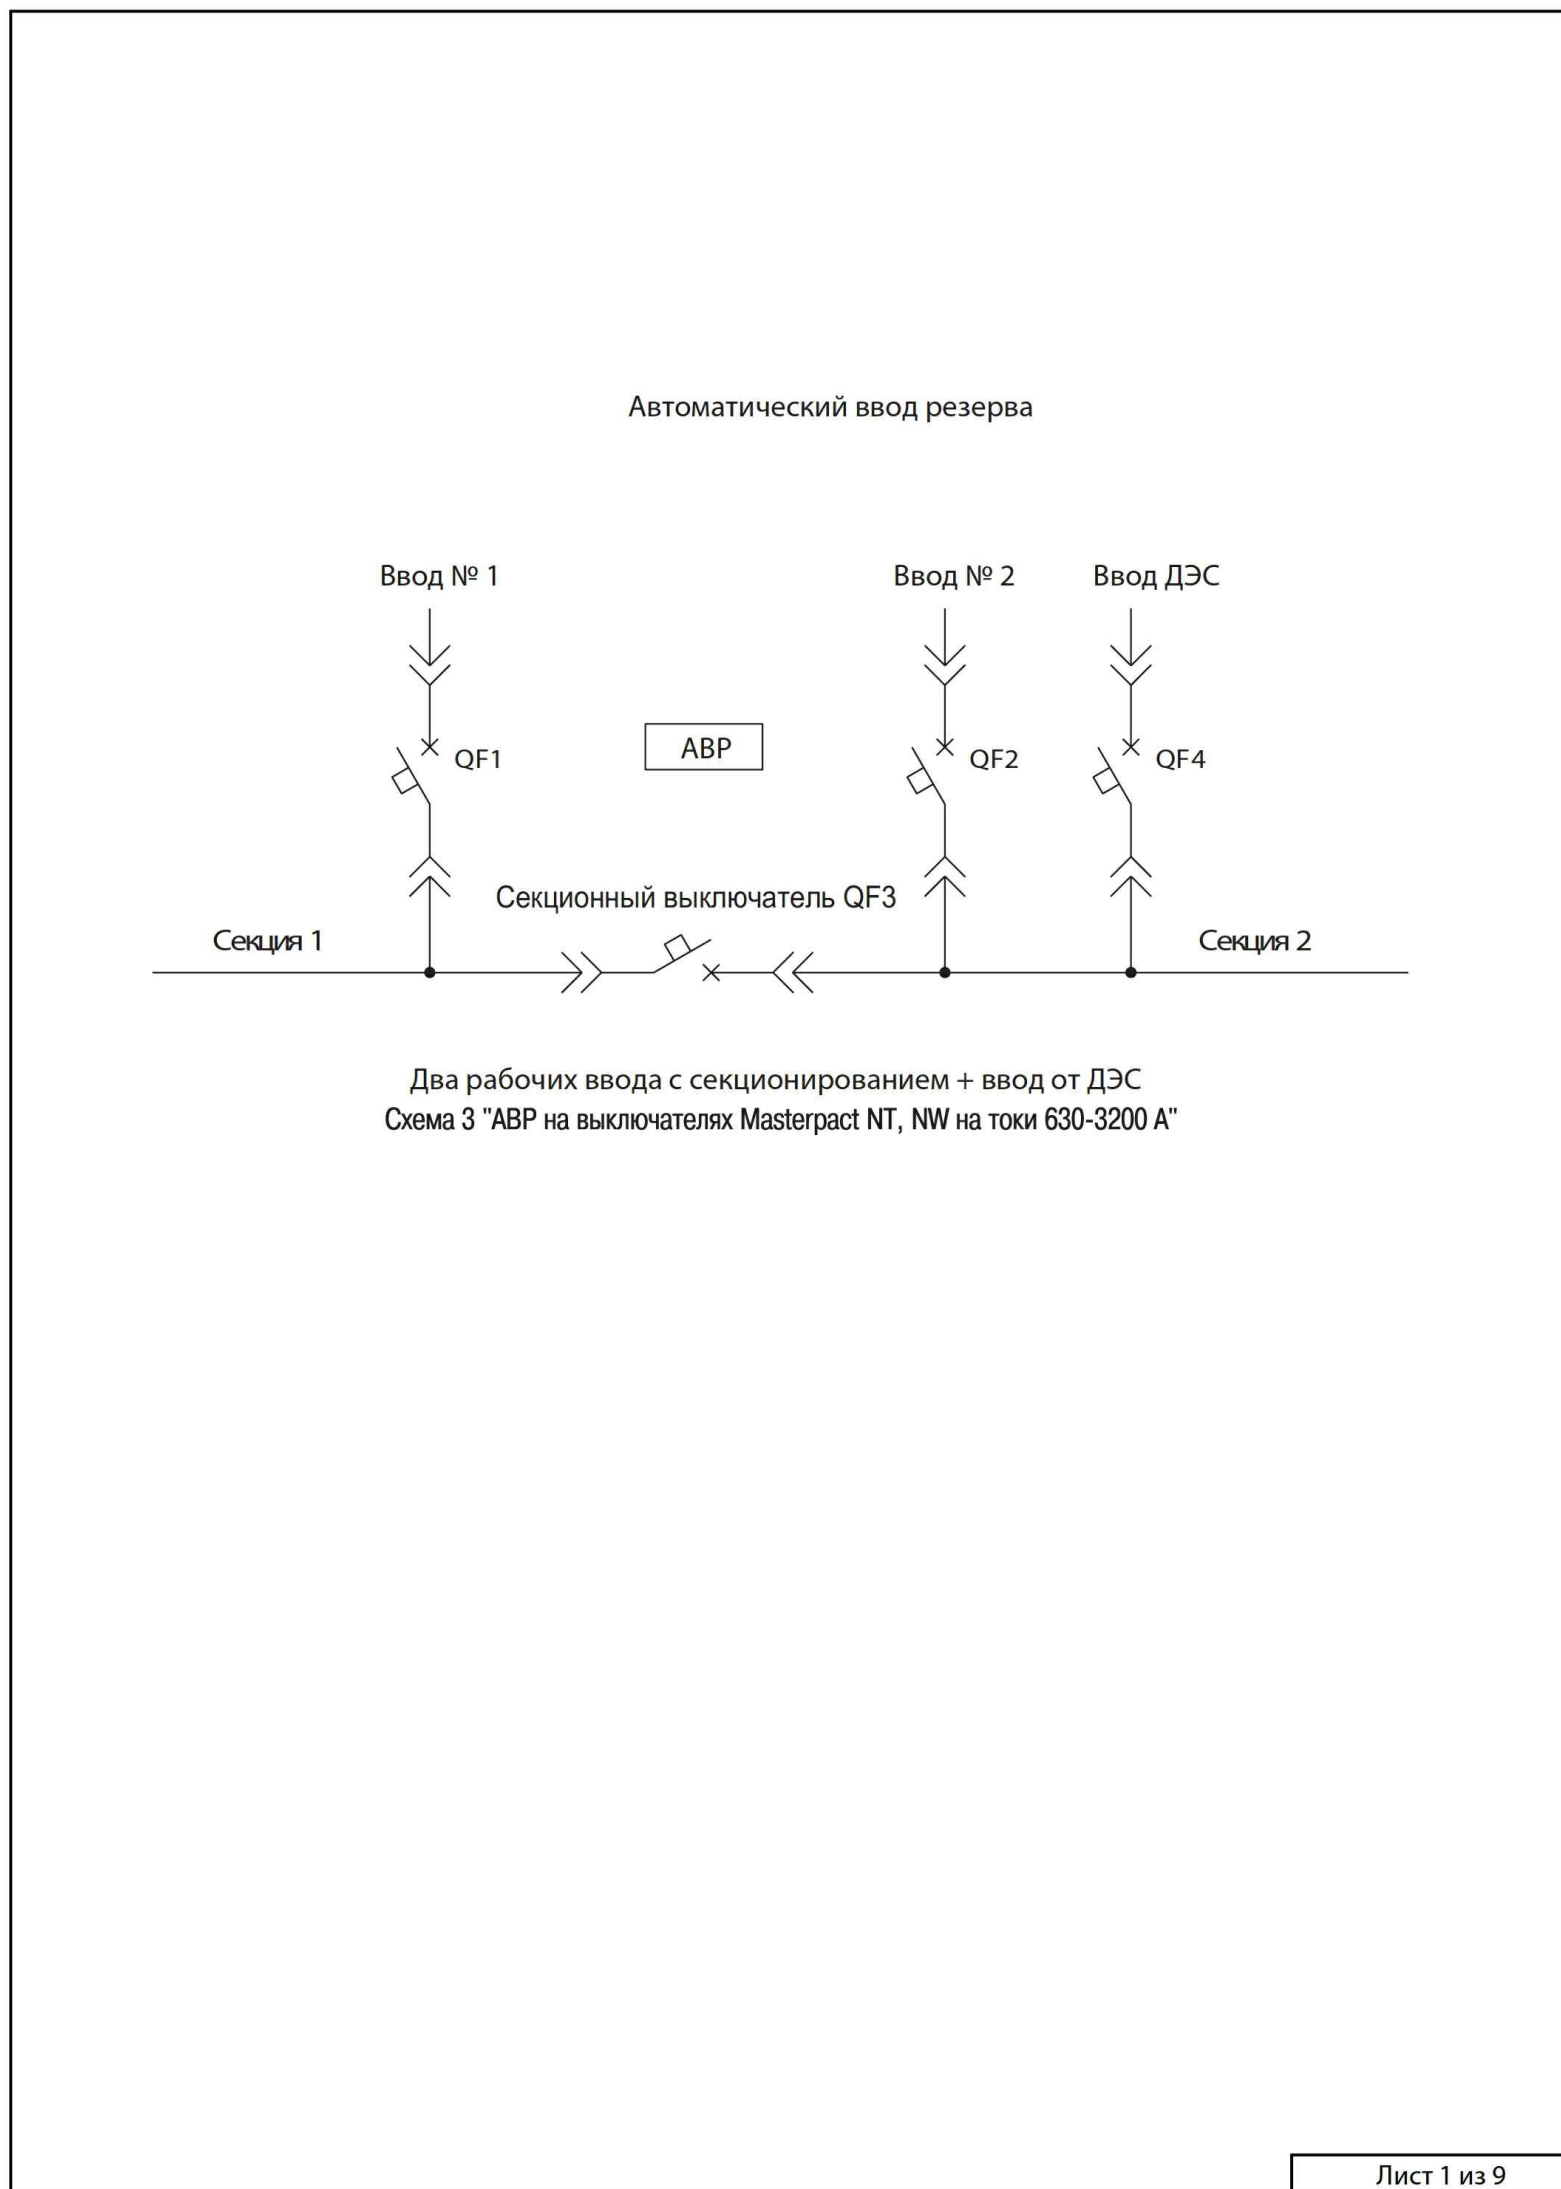 Автоматический ввод резерва
Ввод № 1
Ввод № 2
Ввод ДЭС
QF1
АВР
QF2
QF4
Секционный выключатель QF3
Секция 1
Секция 2
Два рабочих ввода с секционированием + ввод от ДЭС
Схема 3 "АВР на выключателях Masterpact NT, NW на токи 630-3200 А"
Лист 1 из 9